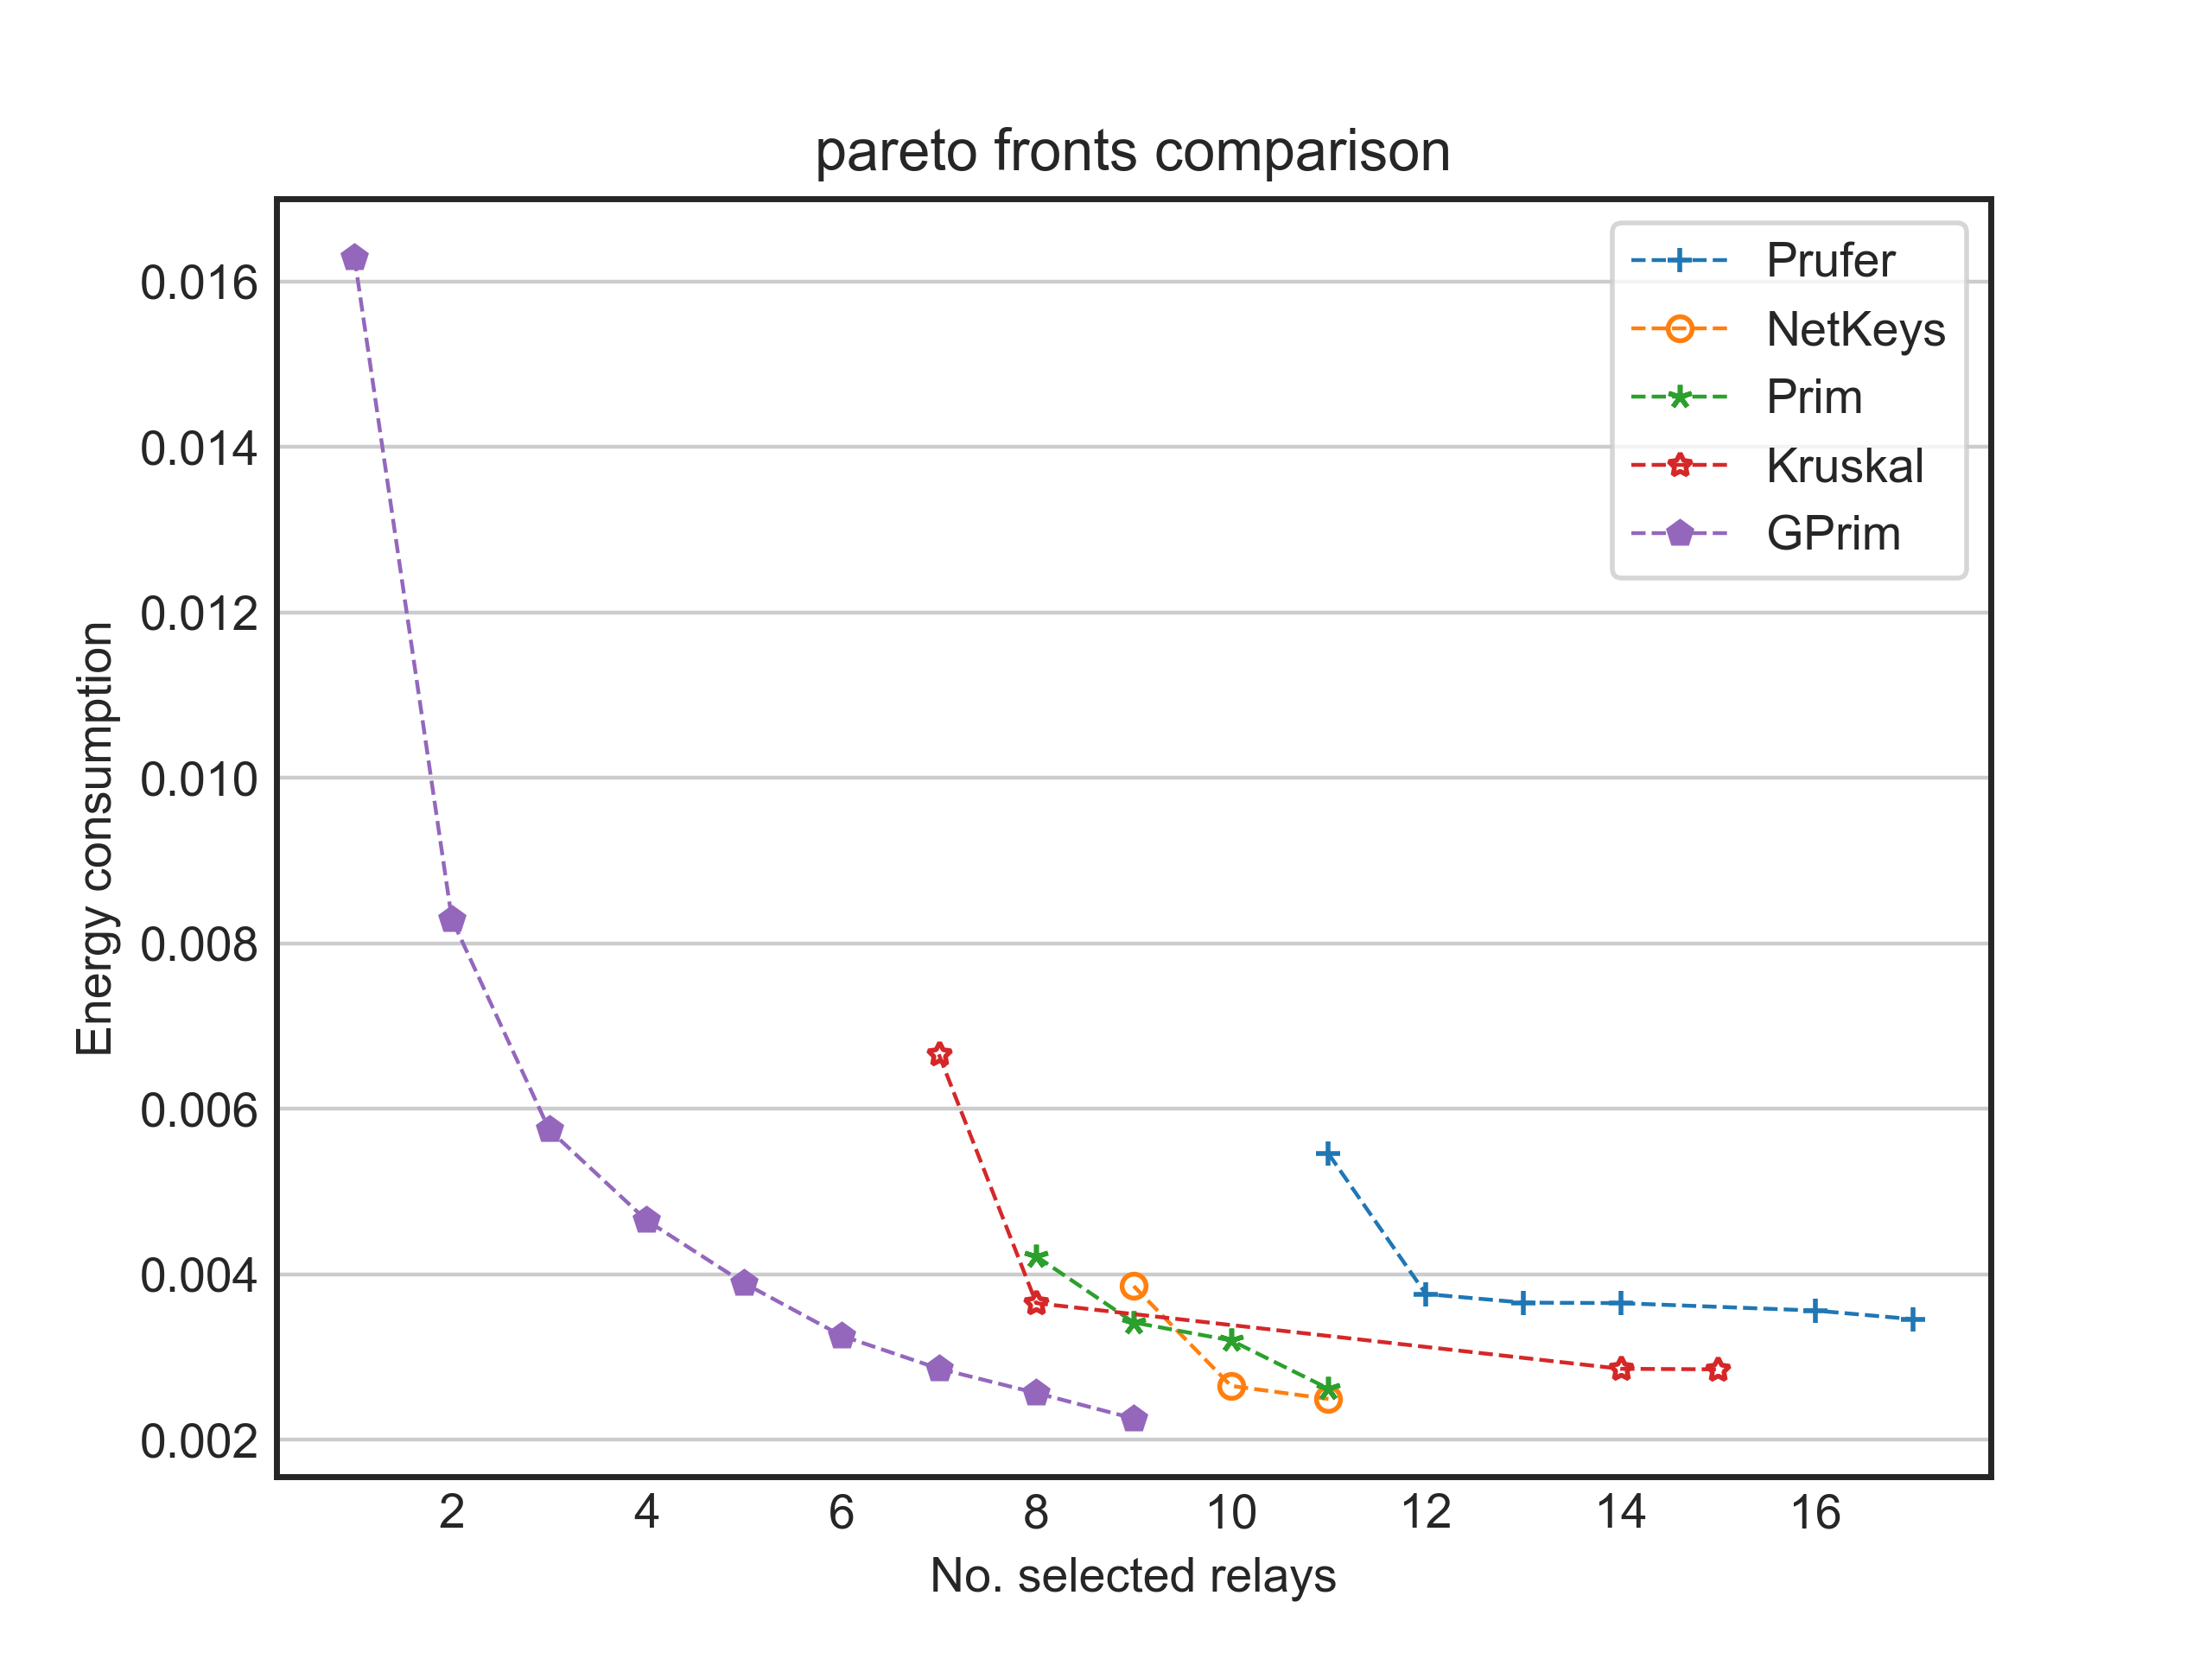 pareto fronts comparison
Prufer
NetKeys
Prim
Kruskal
GPrim
0.016
0.014
0.012
0.010
0.008
0.006
0.004
0.002
Energy consumption
2 4 6 8 10 12 14 16
No. selected relays